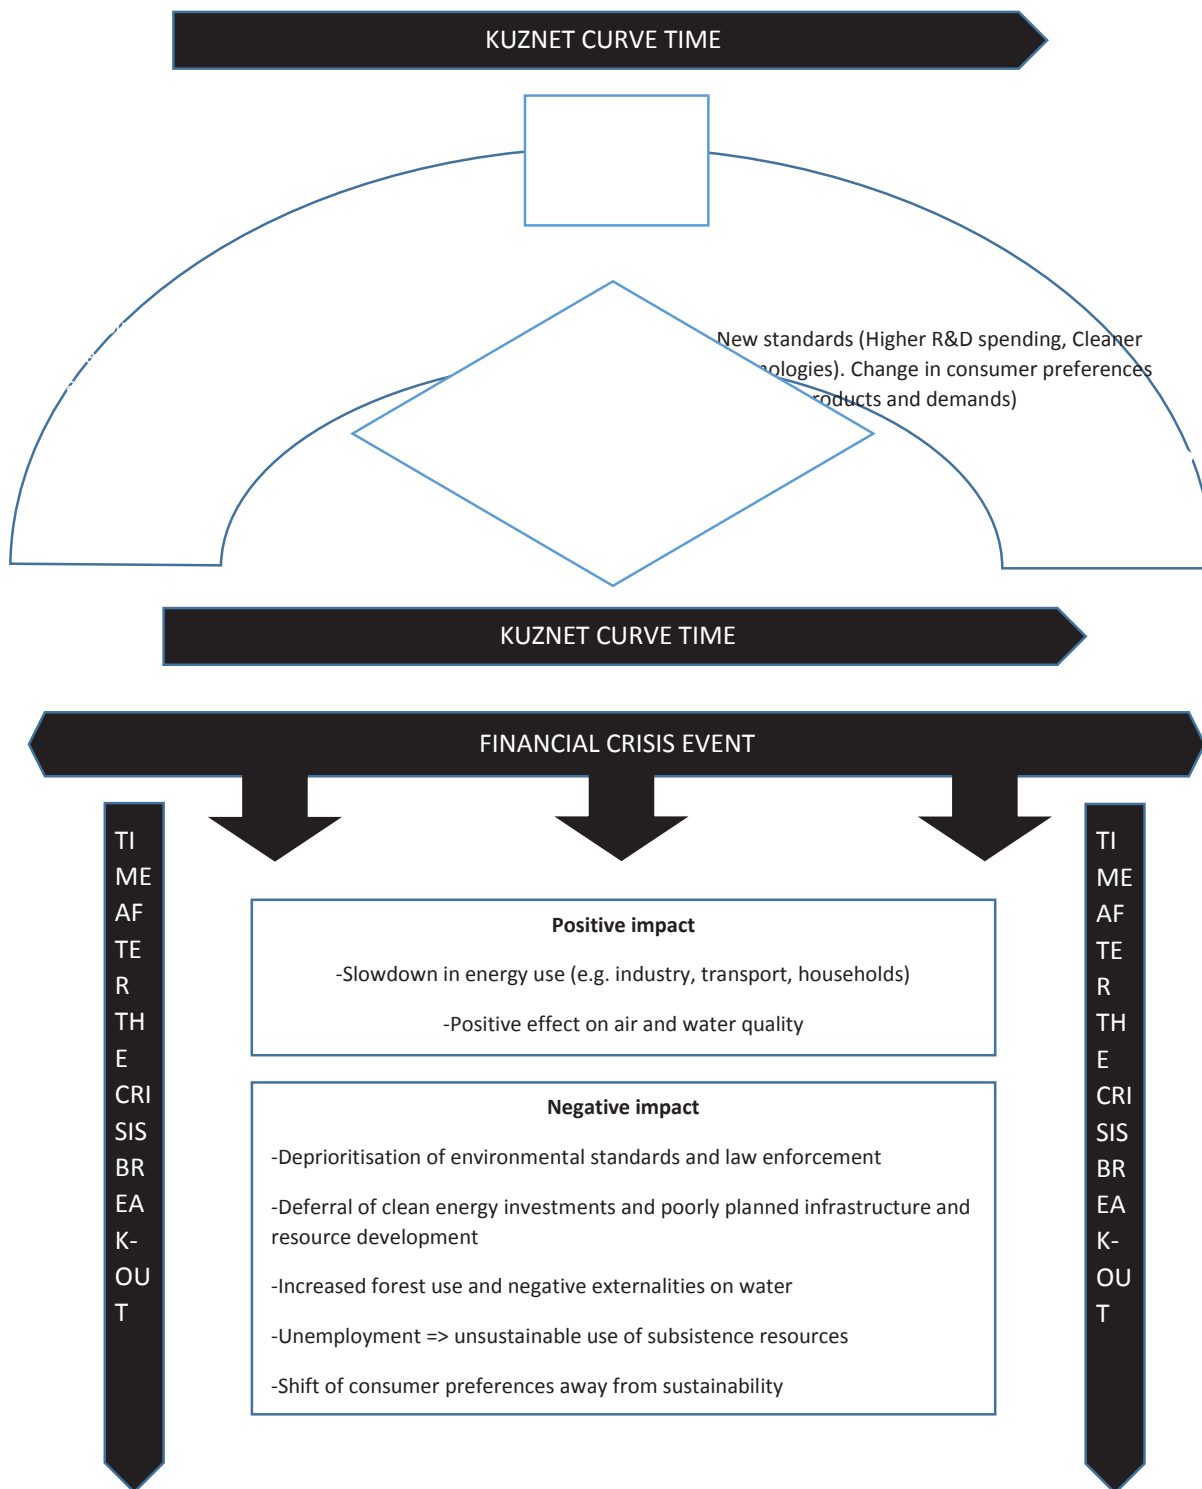 KUZNET CURVE TIME
New standards (Higher R&D spending, Cleaner
nologies). Change in consumer preferences
roducts and demands)
KUZNET CURVE TIME
FINANCIAL CRISIS EVENT
TI
ME
AF
TE
R
TH
E
CRI
SIS
BR
EA
K-
OU
T
Positive impact
-Slowdown in energy use (e.g. industry, transport, households)
-Positive effect on air and water quality
Negative impact
-Deprioritisation of environmental standards and law enforcement
-Deferral of clean energy investments and poorly planned infrastructure and
resource development
-Increased forest use and negative externalities on water
-Unemployment => unsustainable use of subsistence resources
-Shift of consumer preferences away from sustainability
TI
ME
AF
TE
R
TH
E
CRI
SIS
BR
EA
K-
OU
T